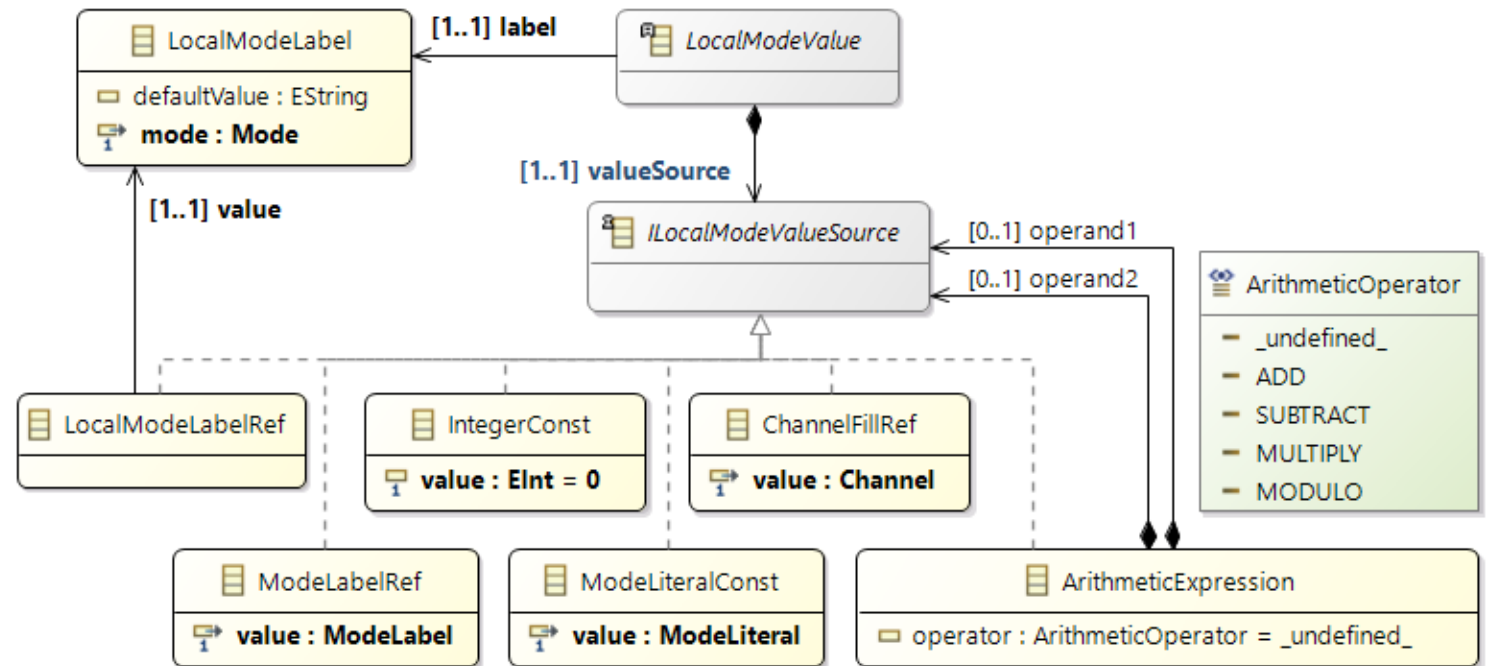 LocalModeLabel
defaultValue : EString
mode : Mode
[1..1] label
LocalModeValue
[1..1] valueSource
[1..1] value
ILocalModeValueSource
[0..1] operand1
[0..1] operand2
ArithmeticOperator
_undefined_
ADD
SUBTRACT
MULTIPLY
MODULO
LocalModeLabelRef
IntegerConst
value : EInt = 0
ChannelFillRef
value : Channel
ModeLabelRef
value : ModeLabel
ModeLiteralConst
value : ModeLiteral
ArithmeticExpression
operator : ArithmeticOperator = _undefined_